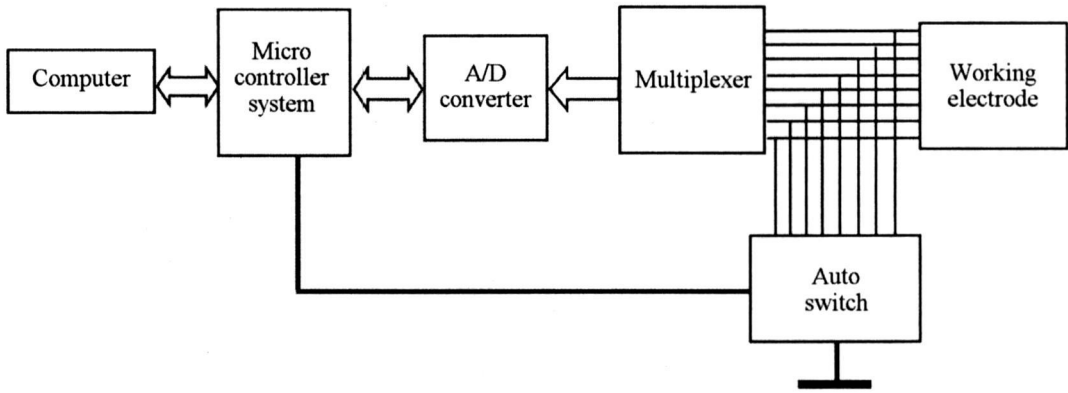 Computer
Micro
controller
system
A/D
converter
Multiplexer
Working
electrode
Auto
switch